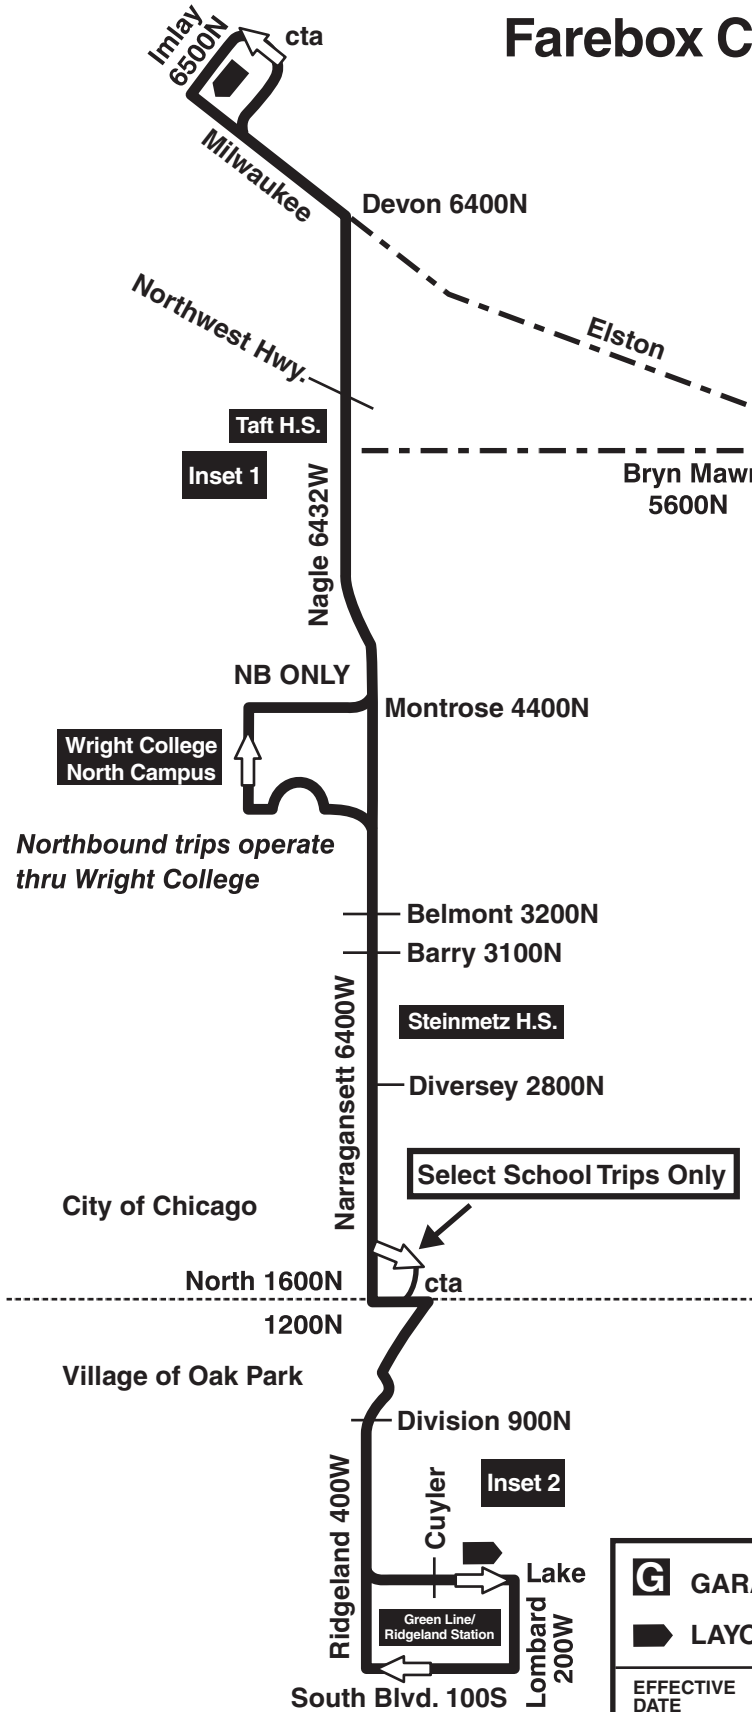 Farebox C
Imlay
6500N
cta
Milwaukee
Devon 6400N
Northwest Hwy.
Elston
Taft H.S.
Inset 1
Bryn Mawr
5600N
Nagle 6432W
NB ONLY
Montrose 4400N
Wright College
North Campus
Northbound trips operate
thru Wright College
Belmont 3200N
Barry 3100N
Narragansett 6400W
Steinmetz H.S.
Diversey 2800N
Select School Trips Only
City of Chicago
North 1600N
cta
1200N
Village of Oak Park
Division 900N
Ridgeland 400W
Cuyler
Inset 2
Lake
Green Line/
Ridgeland Station
Lombard
200W
South Blvd. 100S
G GARA
LAYO
EFFECTIVE
DATE